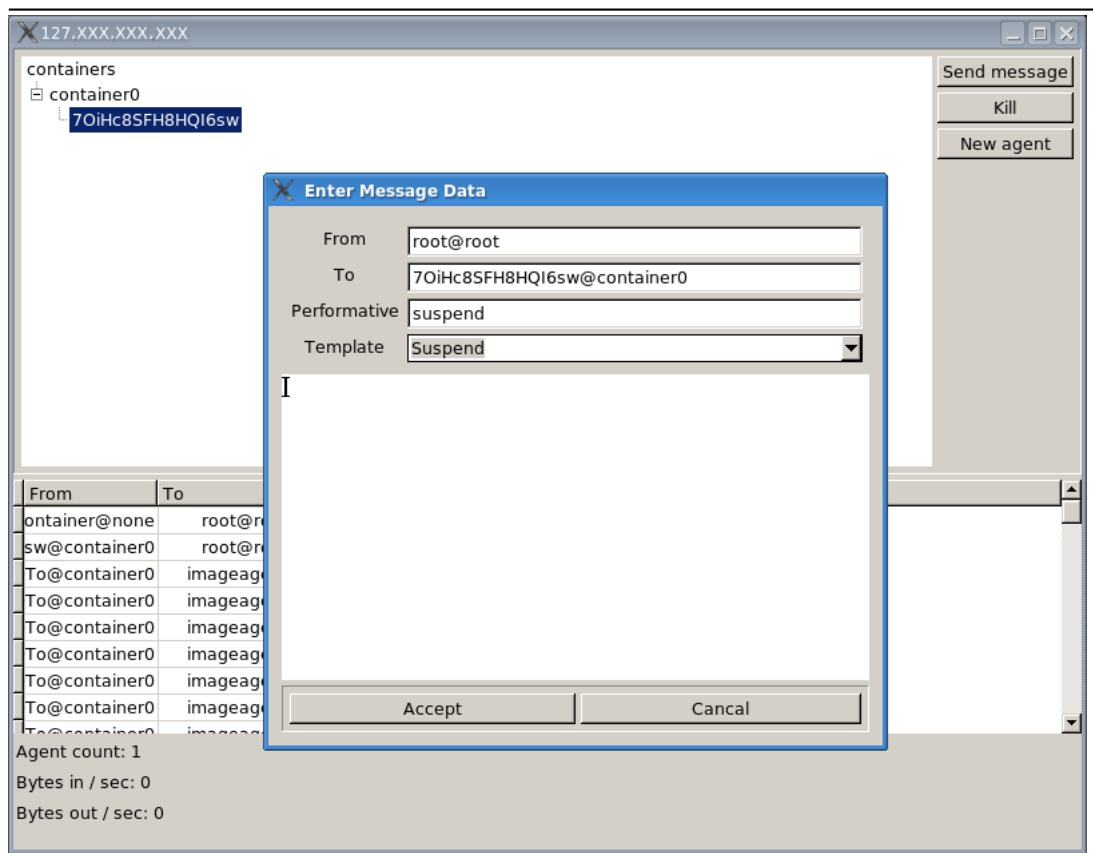 127.XXX.XXX.XXX
containers
container0
7OiHc8SFH8HQI6sw
Send message
Kill
New agent
Enter Message Data
From root@root
To 7OiHc8SFH8HQI6sw@container0
Performative suspend
Template Suspend
Accept Cancal
From To
ontainer@none root@r
sw@container0 root@r
To@container0 imageag
To@container0 imageag
To@container0 imageag
To@container0 imageag
To@container0 imageag
To@container0 imageag
To@container0 imageag
Agent count: 1
Bytes in / sec: 0
Bytes out / sec: 0